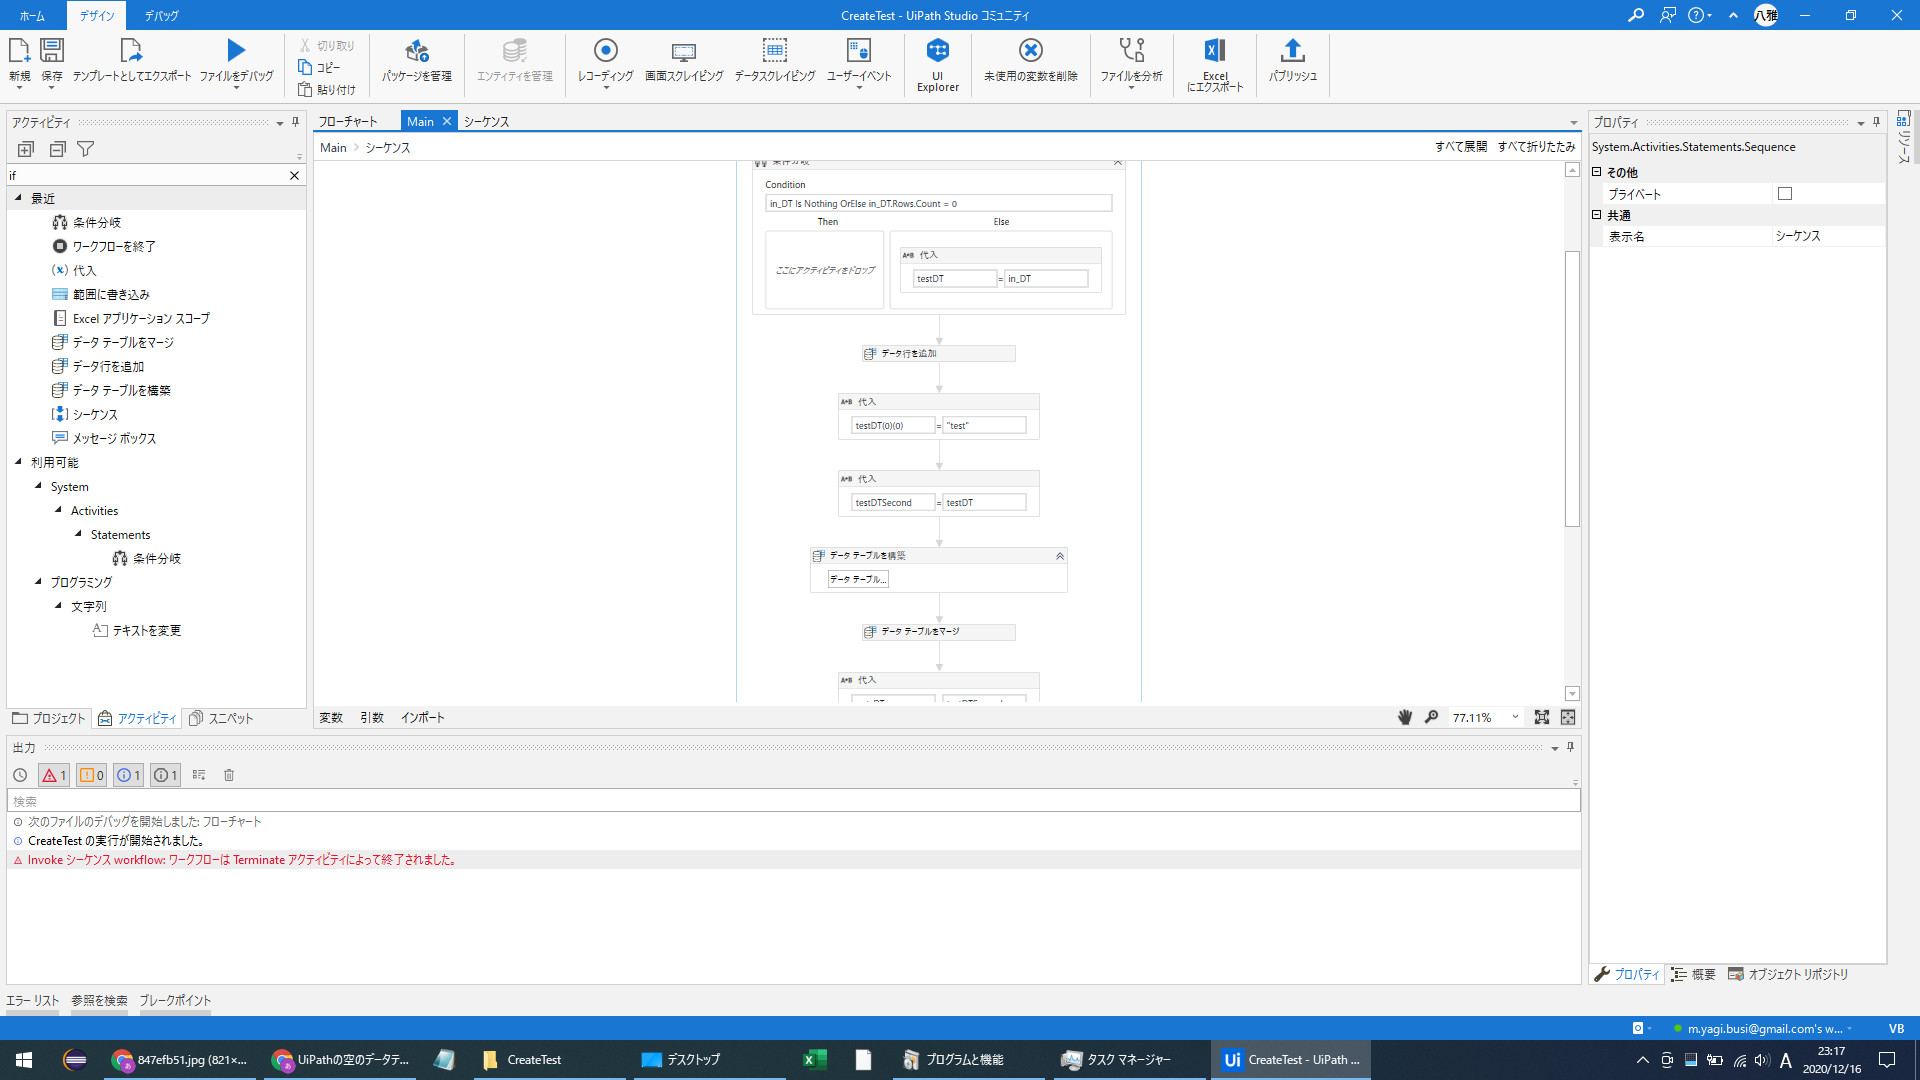 ホーム
デザイン
デバッグ
CreateTest - UiPath Studio コミュニティ
八雅
新規
保存
テンプレートとしてエクスポート
ファイルをデバッグ
切り取り
コピー
貼り付け
パッケージを管理
エンティティを管理
レコーディング
画面スクレイピング
データスクレイピング
ユーザーイベント
UI
Explorer
未使用の変数を削除
ファイルを分析
Excel
にエクスポート
パブリッシュ
アクティビティ
if
最近
条件分岐
ワークフローを終了
代入
範囲に書き込み
Excel アプリケーション スコープ
データ テーブルをマージ
データ行を追加
データ テーブルを構築
シーケンス
メッセージ ボックス
利用可能
System
Activities
Statements
条件分岐
プログラミング
文字列
テキストを変更
プロジェクト
アクティビティ
スニペット
フローチャート
Main
シーケンス
Main > シーケンス
すべて展開
すべて折りたたみ
条件分岐
Condition
in_DT Is Nothing OrElse in_DT.Rows.Count = 0
Then
Else
ここにアクティビティをドロップ
A*B 代入
testDT = in_DT
データ行を追加
A*B 代入
testDT(0)(0) = "test"
A*B 代入
testDTSecond = testDT
データ テーブルを構築
データ テーブル...
データ テーブルをマージ
A*B 代入
変数
引数
インポート
77.11%
プロパティ
System.Activities.Statements.Sequence
その他
プライベート
共通
表示名
シーケンス
リソース
プロパティ
概要
オブジェクト リポジトリ
出力
1
0
1
1
検索
次のファイルのデバッグを開始しました: フローチャート
CreateTest の実行が開始されました。
Invoke シーケンス workflow: ワークフローは Terminate アクティビティによって終了されました。
エラー リスト
参照を検索
ブレークポイント
m.yagi.busi@gmail.com's w...
VB
847efb51.jpg (821×...
UiPathの空のデータテ...
CreateTest
デスクトップ
プログラムと機能
タスク マネージャー
Ui CreateTest - UiPath ...
A
23:17
2020/12/16